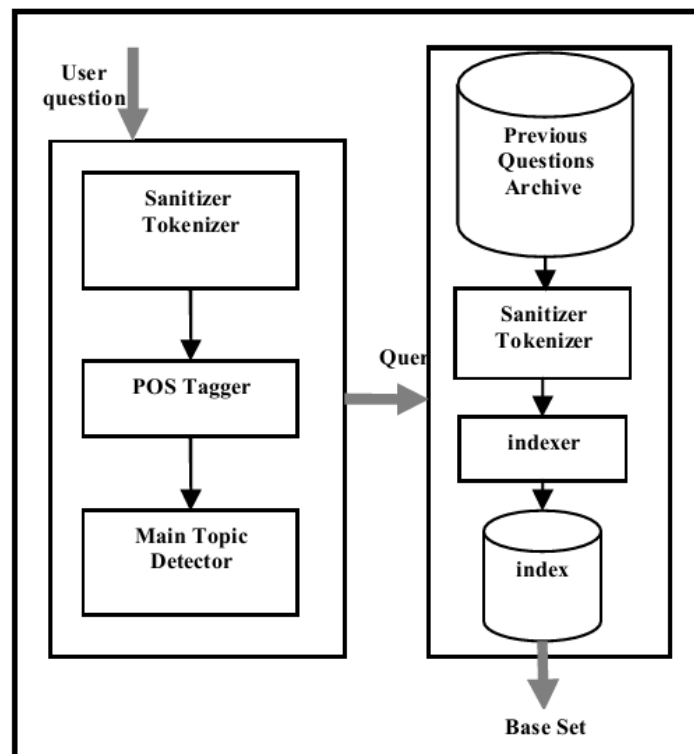 User
question
Sanitizer
Tokenizer
POS Tagger
Main Topic
Detector
Quer
Previous
Questions
Archive
Sanitizer
Tokenizer
indexer
index
Base Set